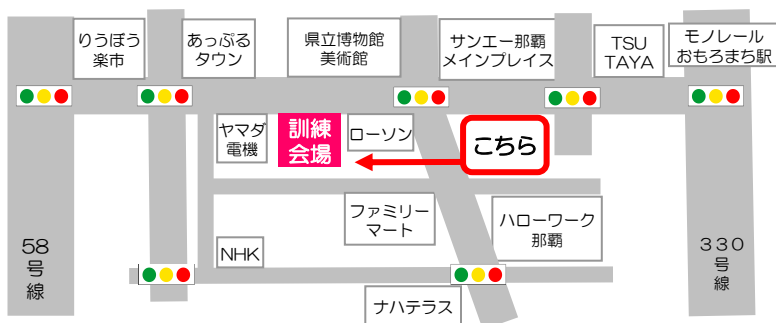 りうぼう
楽市
あっぷる
タウン
県立博物館
美術館
サンエー那覇
メインプレイス
TSU
TAYA
モノレール
おもろまち駅
ヤマダ
電機
訓練
会場
ローソン
こちら
ファミリー
マート
ハローワーク
那覇
58
号
線
NHK
330
号
線
ナハテラス